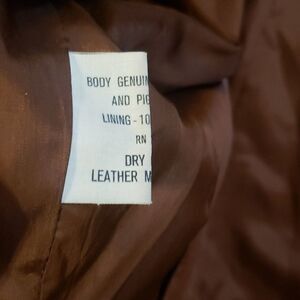 BODY GENUIN
AND PIG
LINING-10
RN
DRY
LEATHER M